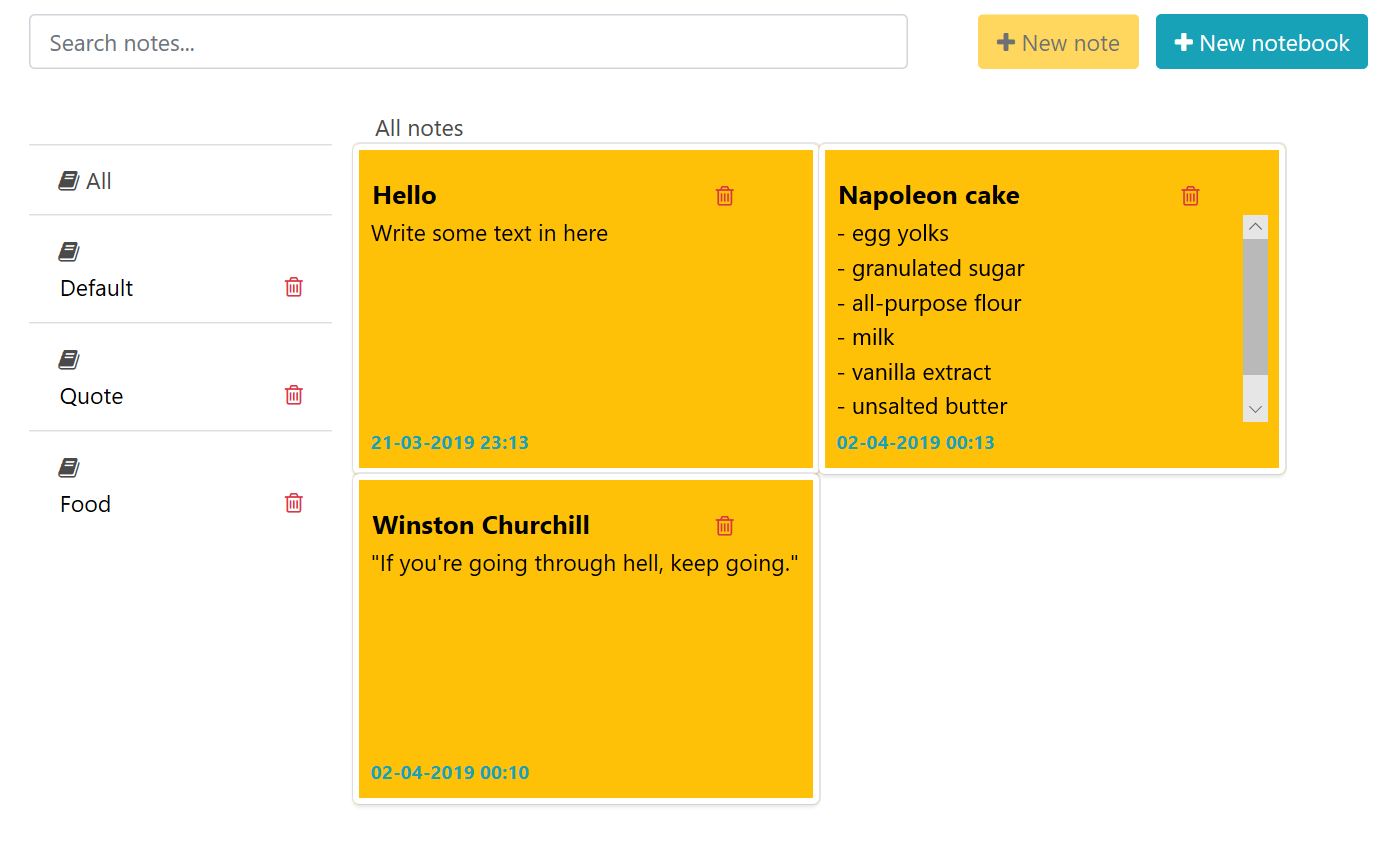 Search notes...
New note
New notebook
All notes
All
Default
Quote
Food
Hello
Write some text in here
21-03-2019 23:13
Napoleon cake
- egg yolks
- granulated sugar
- all-purpose flour
- milk
- vanilla extract
- unsalted butter
02-04-2019 00:13
Winston Churchill
"If you're going through hell, keep going."
02-04-2019 00:10